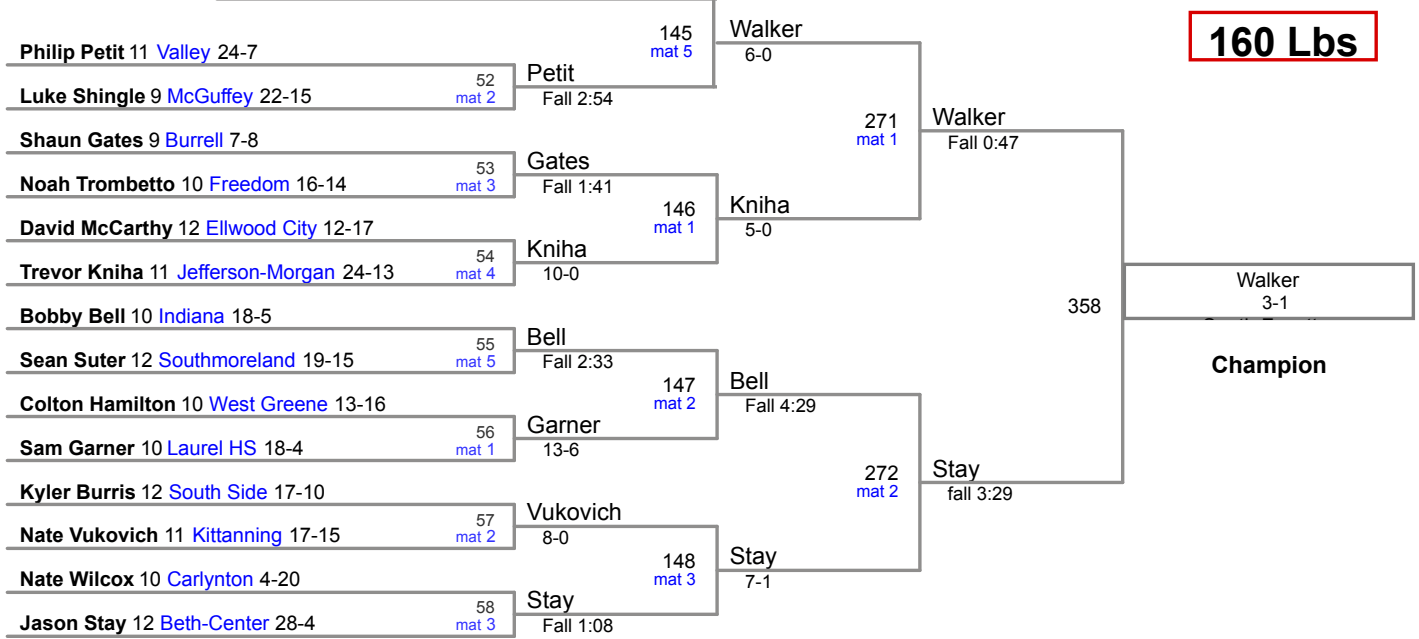 160 Lbs
Philip Petit 11 Valley 24-7
Luke Shingle 9 McGuffey 22-15
Shaun Gates 9 Burrell 7-8
Noah Trombetto 10 Freedom 16-14
David McCarthy 12 Ellwood City 12-17
Trevor Kniha 11 Jefferson-Morgan 24-13
Bobby Bell 10 Indiana 18-5
Sean Suter 12 Southmoreland 19-15
Colton Hamilton 10 West Greene 13-16
Sam Garner 10 Laurel HS 18-4
Kyler Burris 12 South Side 17-10
Nate Vukovich 11 Kittanning 17-15
Nate Wilcox 10 Carlynton 4-20
Jason Stay 12 Beth-Center 28-4
52
mat 2
53
mat 3
54
mat 4
55
mat 5
56
mat 1
57
mat 2
58
mat 3
Petit
Fall 2:54
Gates
Fall 1:41
Kniha
10-0
Bell
Fall 2:33
Garner
13-6
Vukovich
8-0
Stay
Fall 1:08
145
mat 5
146
mat 1
147
mat 2
148
mat 3
Walker
6-0
Kniha
5-0
Bell
Fall 4:29
Stay
7-1
271
mat 1
272
mat 2
Walker
Fall 0:47
Stay
fall 3:29
358
Walker
3-1
Champion